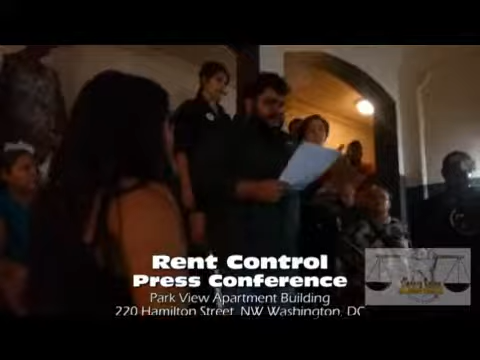 Rent Control
Press Conference
Park View Apartment Building
220 Hamilton Street, NW Washington, DC